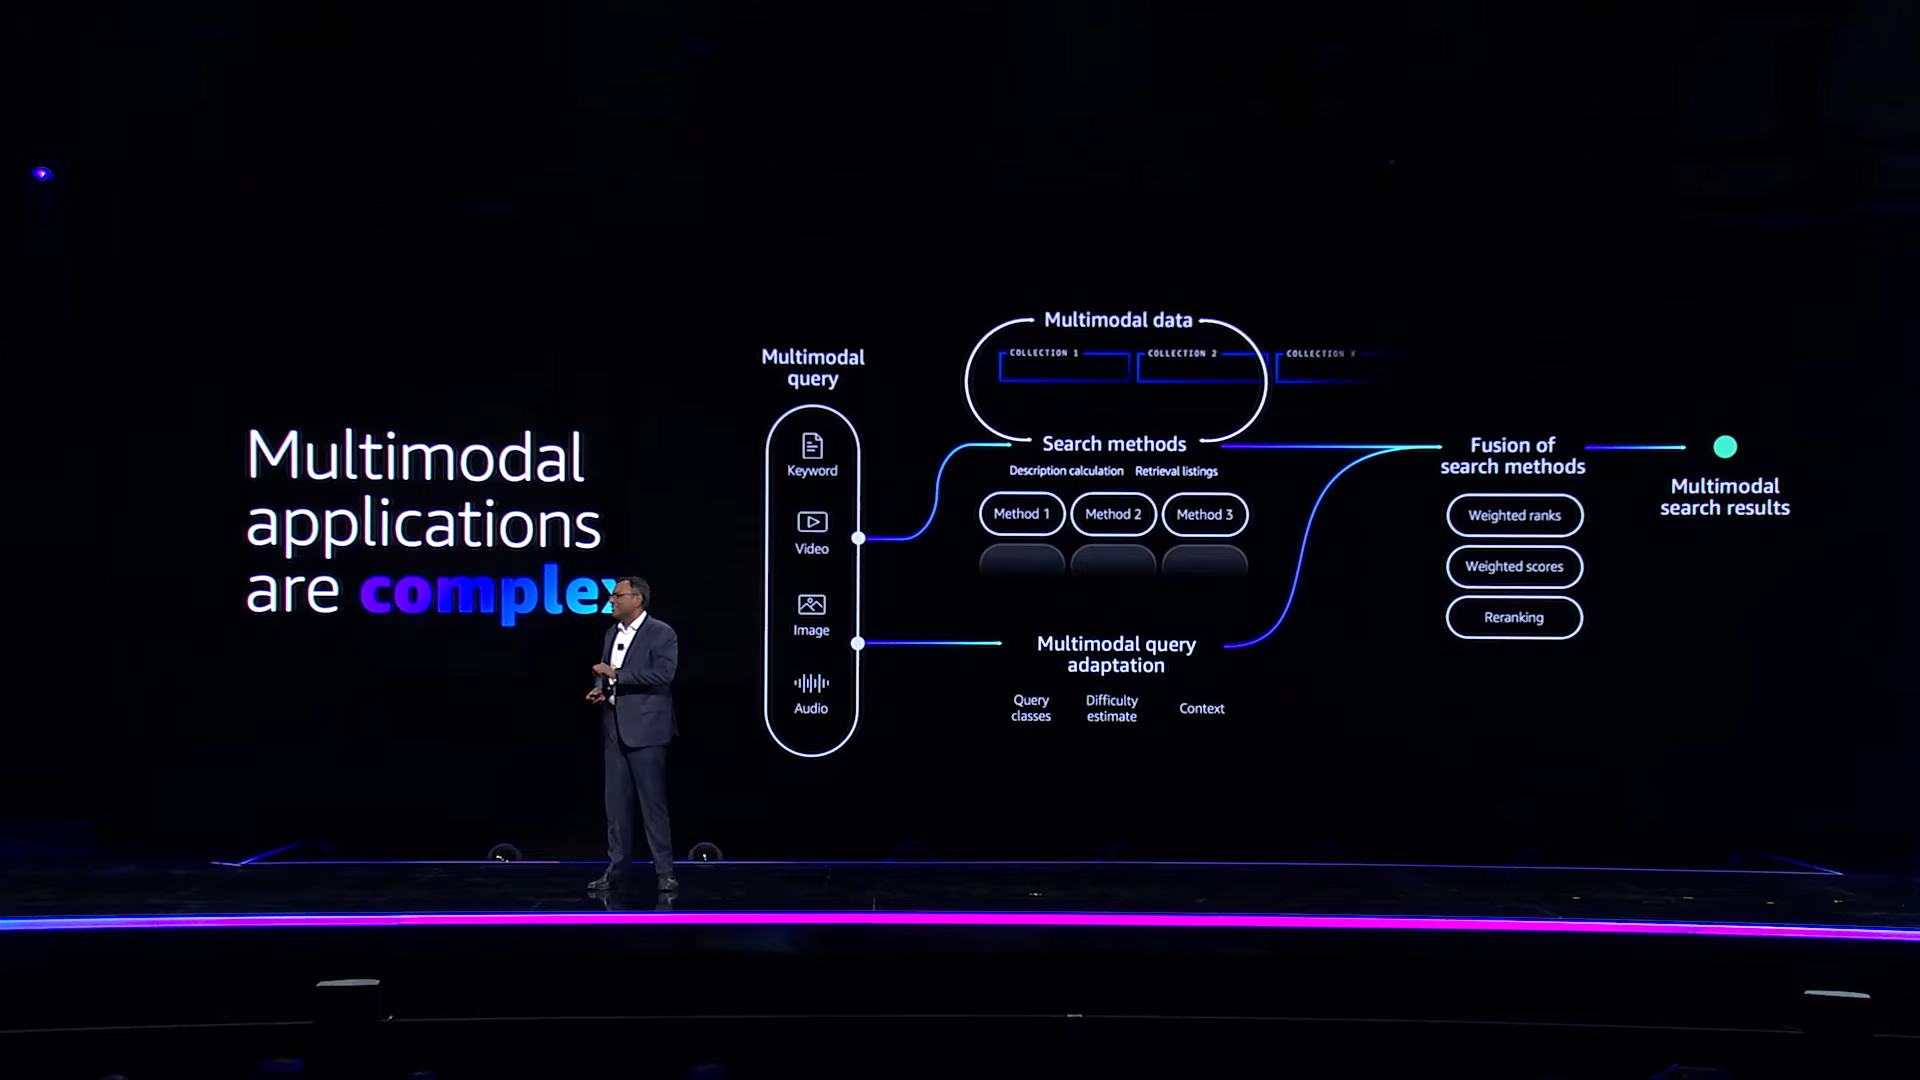 Multimodal
applications
are complex
Multimodal
query
Keyword
Video
Image
Audio
Multimodal data
COLLECTION 1
COLLECTION 2
COLLECTION X
Search methods
Description calculation
Retrieval listings
Method 1
Method 2
Method 3
Multimodal query
adaptation
Query
classes
Difficulty
estimate
Context
Fusion of
search methods
Weighted ranks
Weighted scores
Reranking
Multimodal
search results